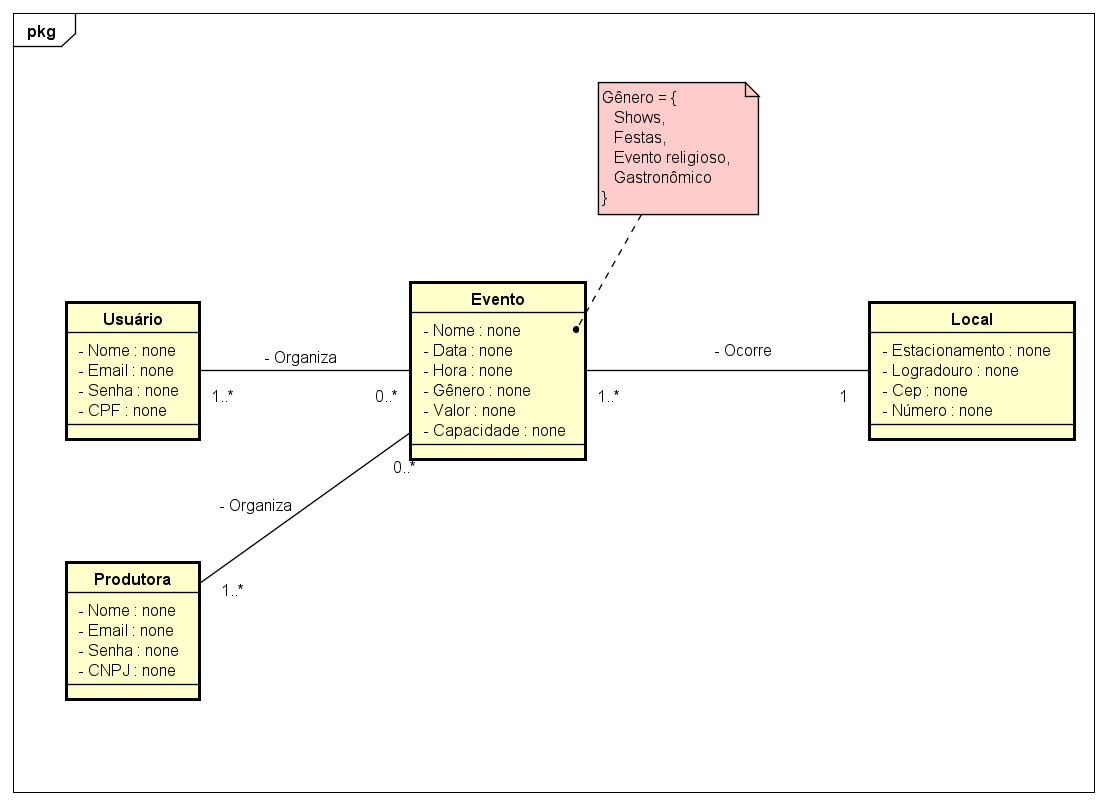 pkg
Gênero = {
Shows,
Festas,
Evento religioso,
Gastronômico
}
Usuário
- Nome : none
- Email : none
- Senha : none
- CPF : none
- Organiza
1..*
0..*
Evento
- Nome : none
- Data : none
- Hora : none
- Gênero : none
- Valor : none
- Capacidade : none
- Ocorre
1..*
1
Local
- Estacionamento : none
- Logradouro : none
- Cep : none
- Número : none
0..*
- Organiza
1..*
Produtora
- Nome : none
- Email : none
- Senha : none
- CNPJ : none